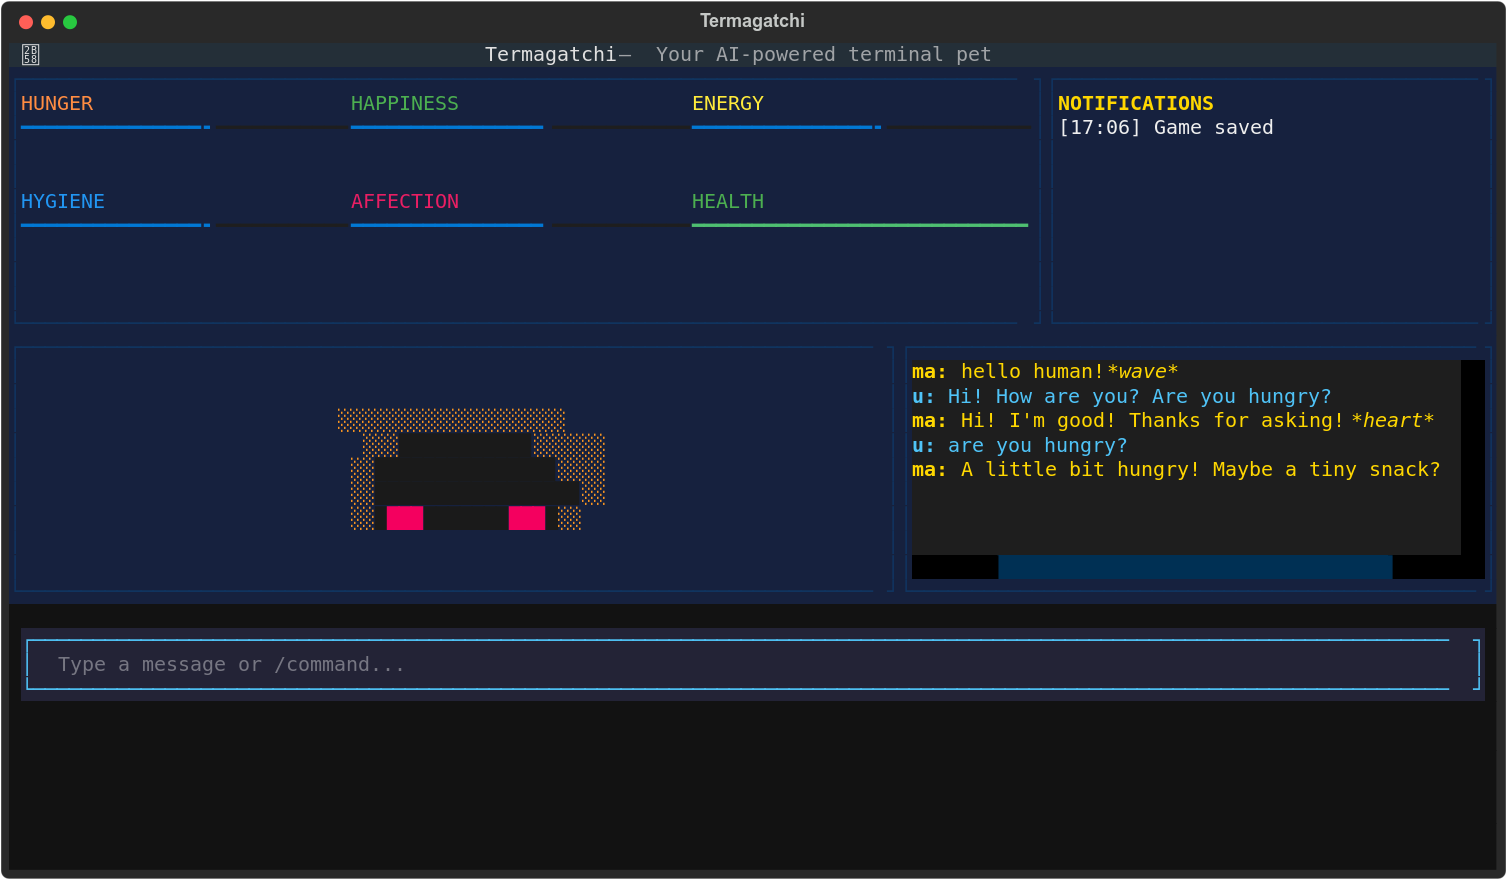 Termagatchi
Termagatchi— Your AI-powered terminal pet
HUNGER HAPPINESS ENERGY
HYGIENE AFFECTION HEALTH
NOTIFICATIONS
[17:06] Game saved
ma: hello human! *wave*
u: Hi! How are you? Are you hungry?
ma: Hi! I'm good! Thanks for asking! *heart*
u: are you hungry?
ma: A little bit hungry! Maybe a tiny snack?
Type a message or /command...